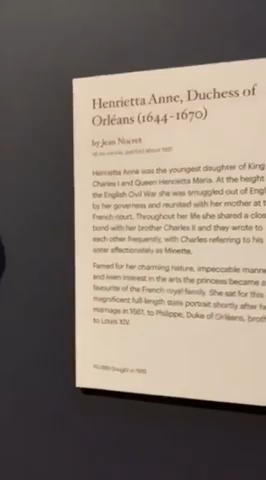 Henrietta Anne, Duchess of
Orléans (1644-1670)
by Jean Nocret
oil on canvas, painted about 1661
Henrietta Anne was the youngest daughter of King
Charles I and Queen Henrietta Maria. At the height
the English Civil War she was smuggled out of Engl
by her governess and reunited with her mother at t
French court. Throughout her life she shared a clos
bond with her brother Charles II and they wrote to
each other frequently, with Charles referring to his
sister affectionately as Minette.
Famed for her charming nature, impeccable manne
and keen interest in the arts the princess became a
favourite of the French royal family. She sat for this
magnificent full-length state portrait shortly after he
marriage in 1661, to Philippe, Duke of Orléans, broth
to Louis XIV.